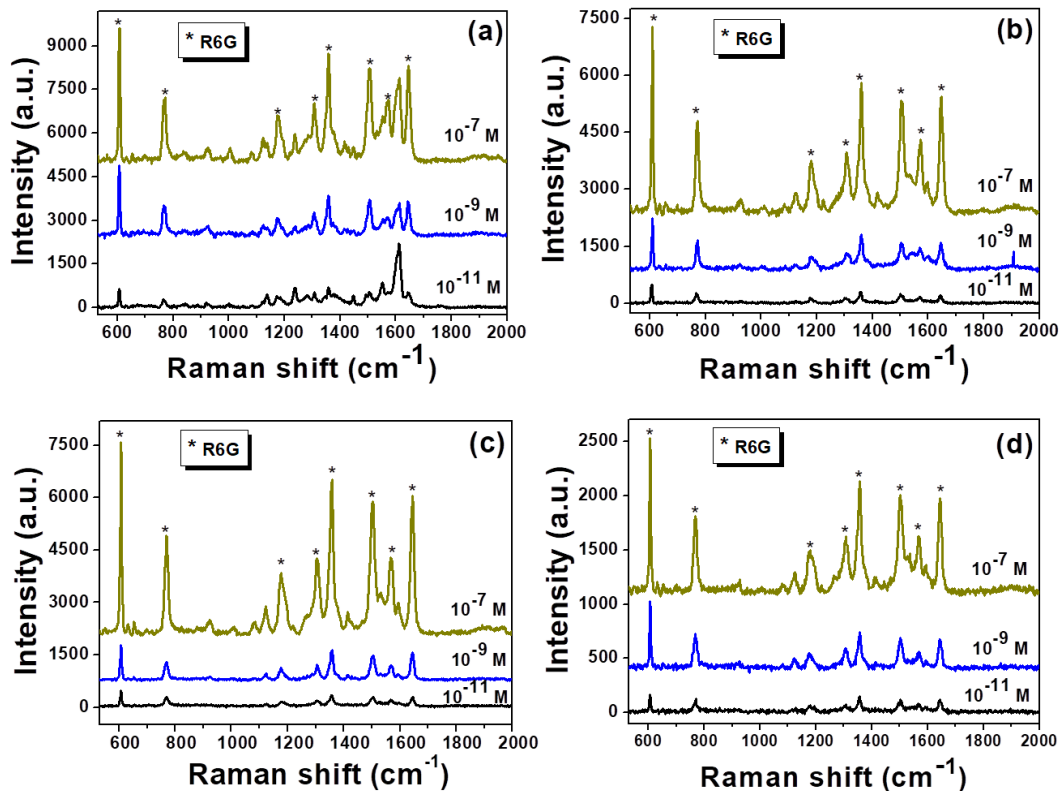 (a)
* R6G
* * * * * * * *
10-7 M
10-9 M
10-11 M
9000
7500
6000
4500
3000
1500
0
Intensity (a.u.)
600 800 1000 1200 1400 1600 1800 2000
Raman shift (cm-1)
(b)
* R6G
* * * * * * * *
10-7 M
10-9 M
10-11 M
7500
6000
4500
3000
1500
0
Intensity (a.u.)
600 800 1000 1200 1400 1600 1800 2000
Raman shift (cm-1)
(c)
* R6G
* * * * * * * *
10-7 M
10-9 M
10-11 M
7500
6000
4500
3000
1500
0
Intensity (a.u.)
600 800 1000 1200 1400 1600 1800 2000
Raman shift (cm-1)
(d)
* R6G
* * * * * * * *
10-7 M
10-9 M
10-11 M
2500
2000
1500
1000
500
0
Intensity (a.u.)
600 800 1000 1200 1400 1600 1800 2000
Raman shift (cm-1)